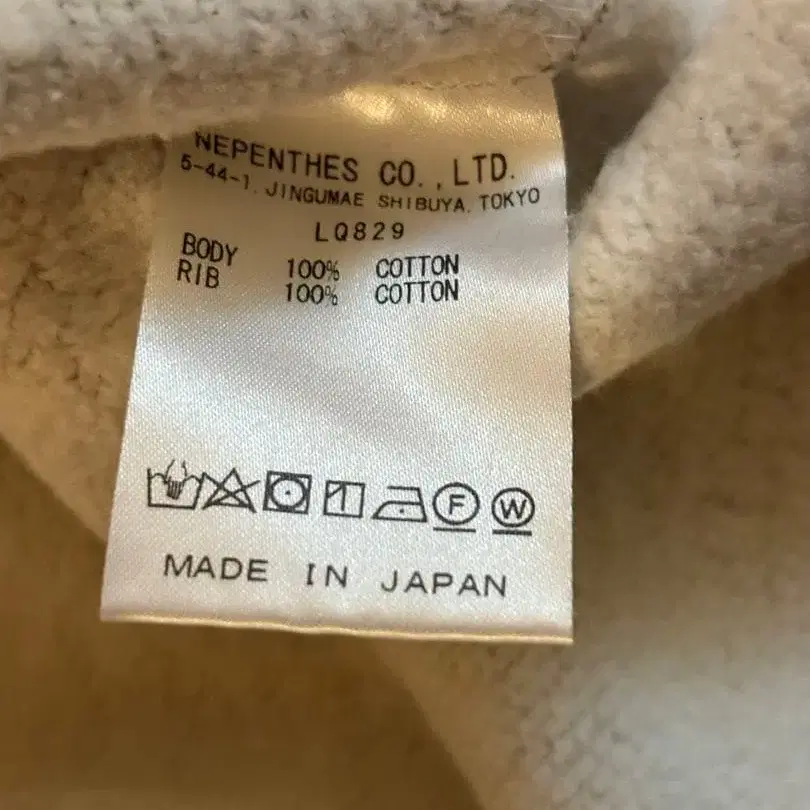 NEPENTHES CO., LTD.
5-44-1. JINGUMAE SHIBUYA. TOKYO
LQ829
BODY 100% COTTON
RIB 100% COTTON
F W
MADE IN JAPAN